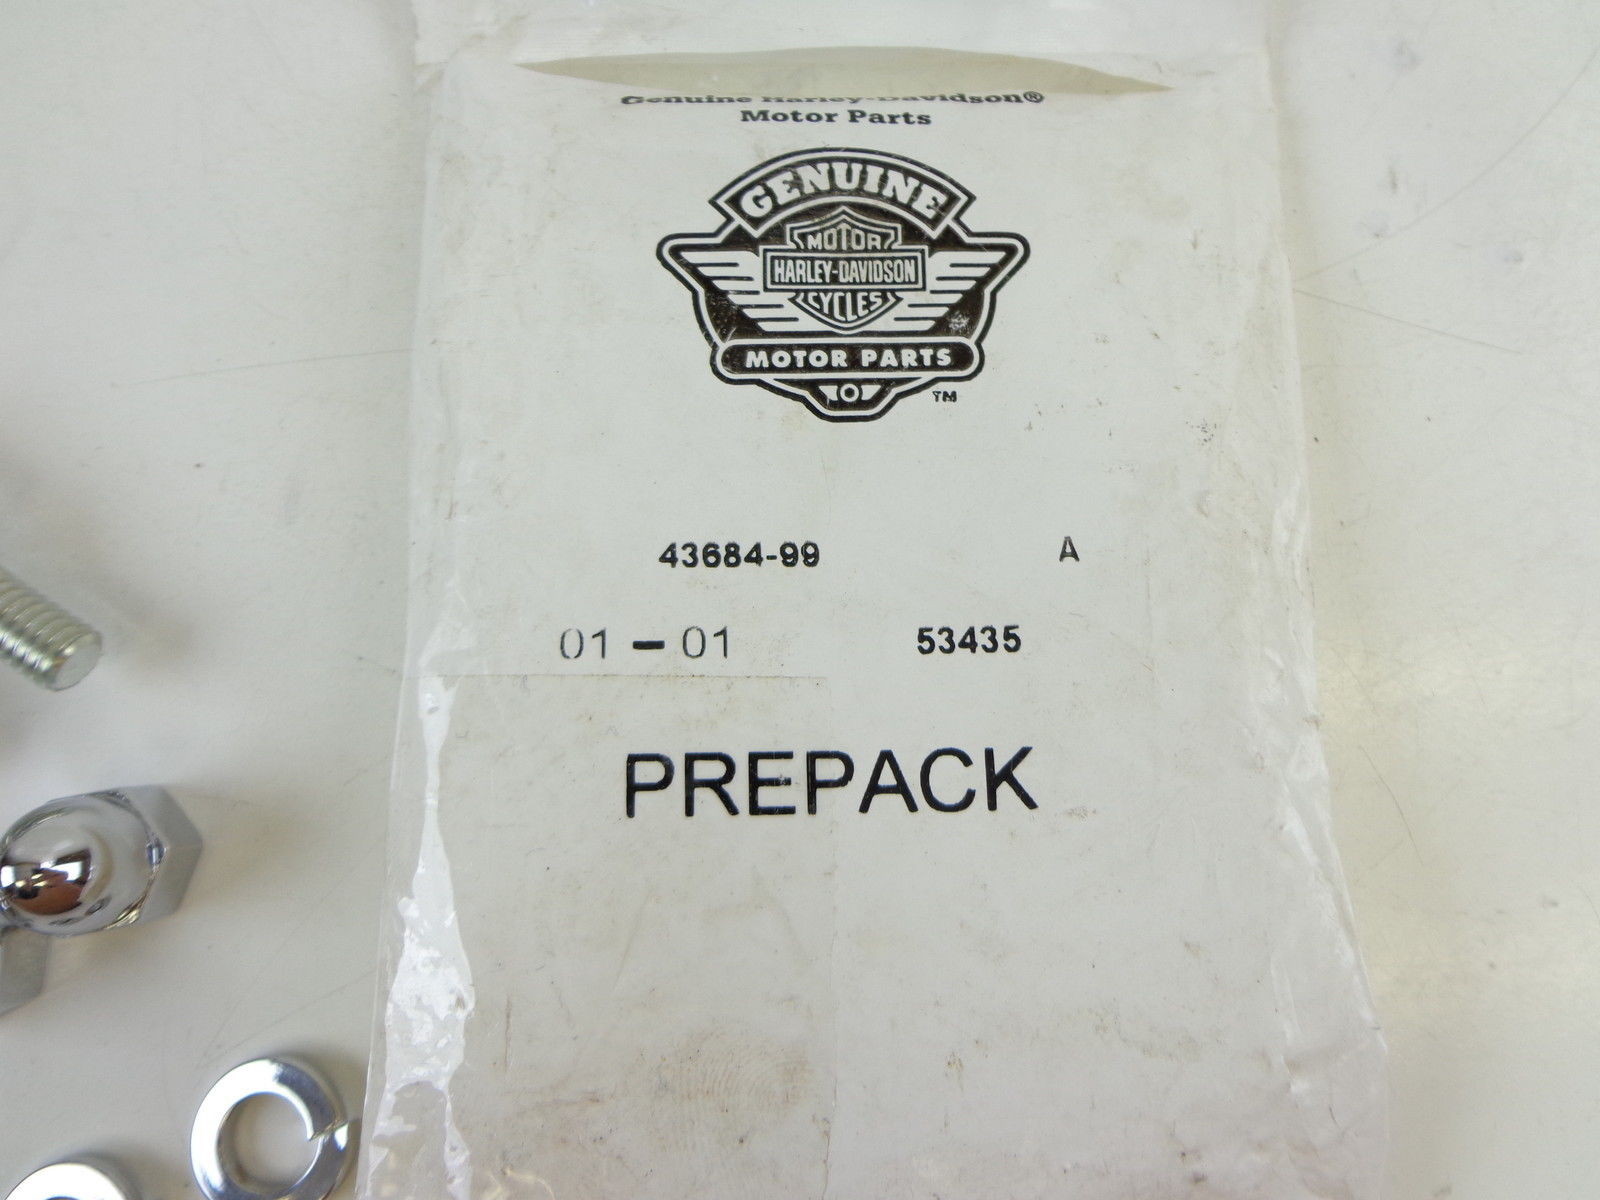 Genuine Harley-Davidson®
Motor Parts
GENUINE
MOTOR
HARLEY-DAVIDSON
CYCLES
MOTOR PARTS
TM
43684-99 A
01 - 01 53435
PREPACK